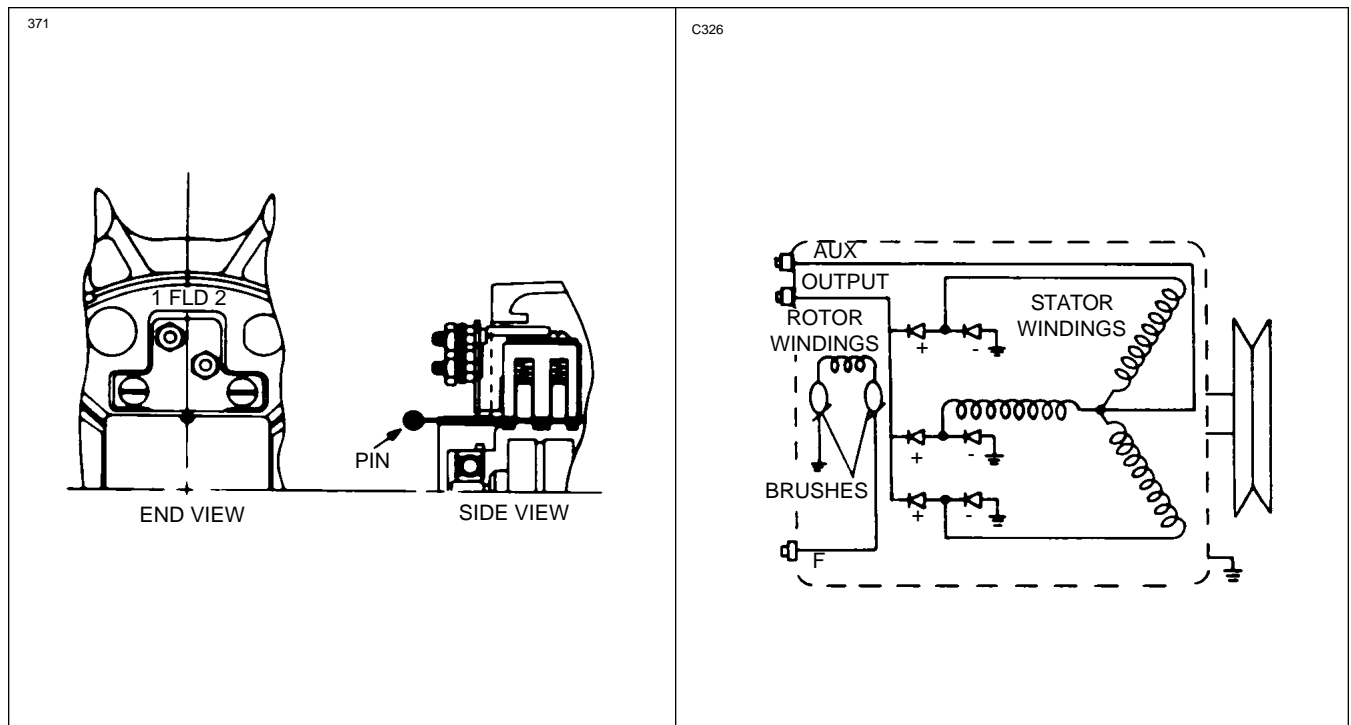 371
1 FLD 2
PIN
END VIEW
SIDE VIEW
C326
AUX
OUTPUT
ROTOR
WINDINGS
STATOR
WINDINGS
+
-
+
-
BRUSHES
+
-
F